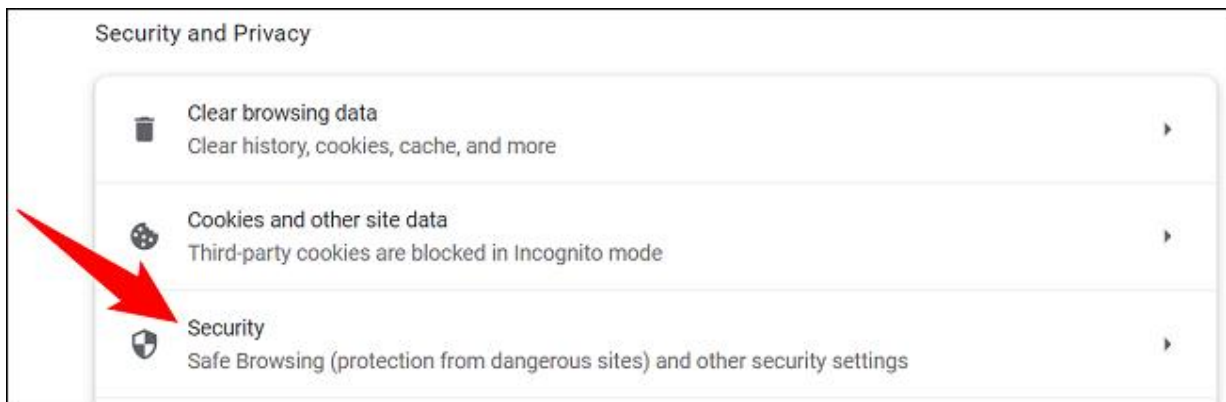 Security and Privacy
Clear browsing data
Clear history, cookies, cache, and more
Cookies and other site data
Third-party cookies are blocked in Incognito mode
Security
Safe Browsing (protection from dangerous sites) and other security settings